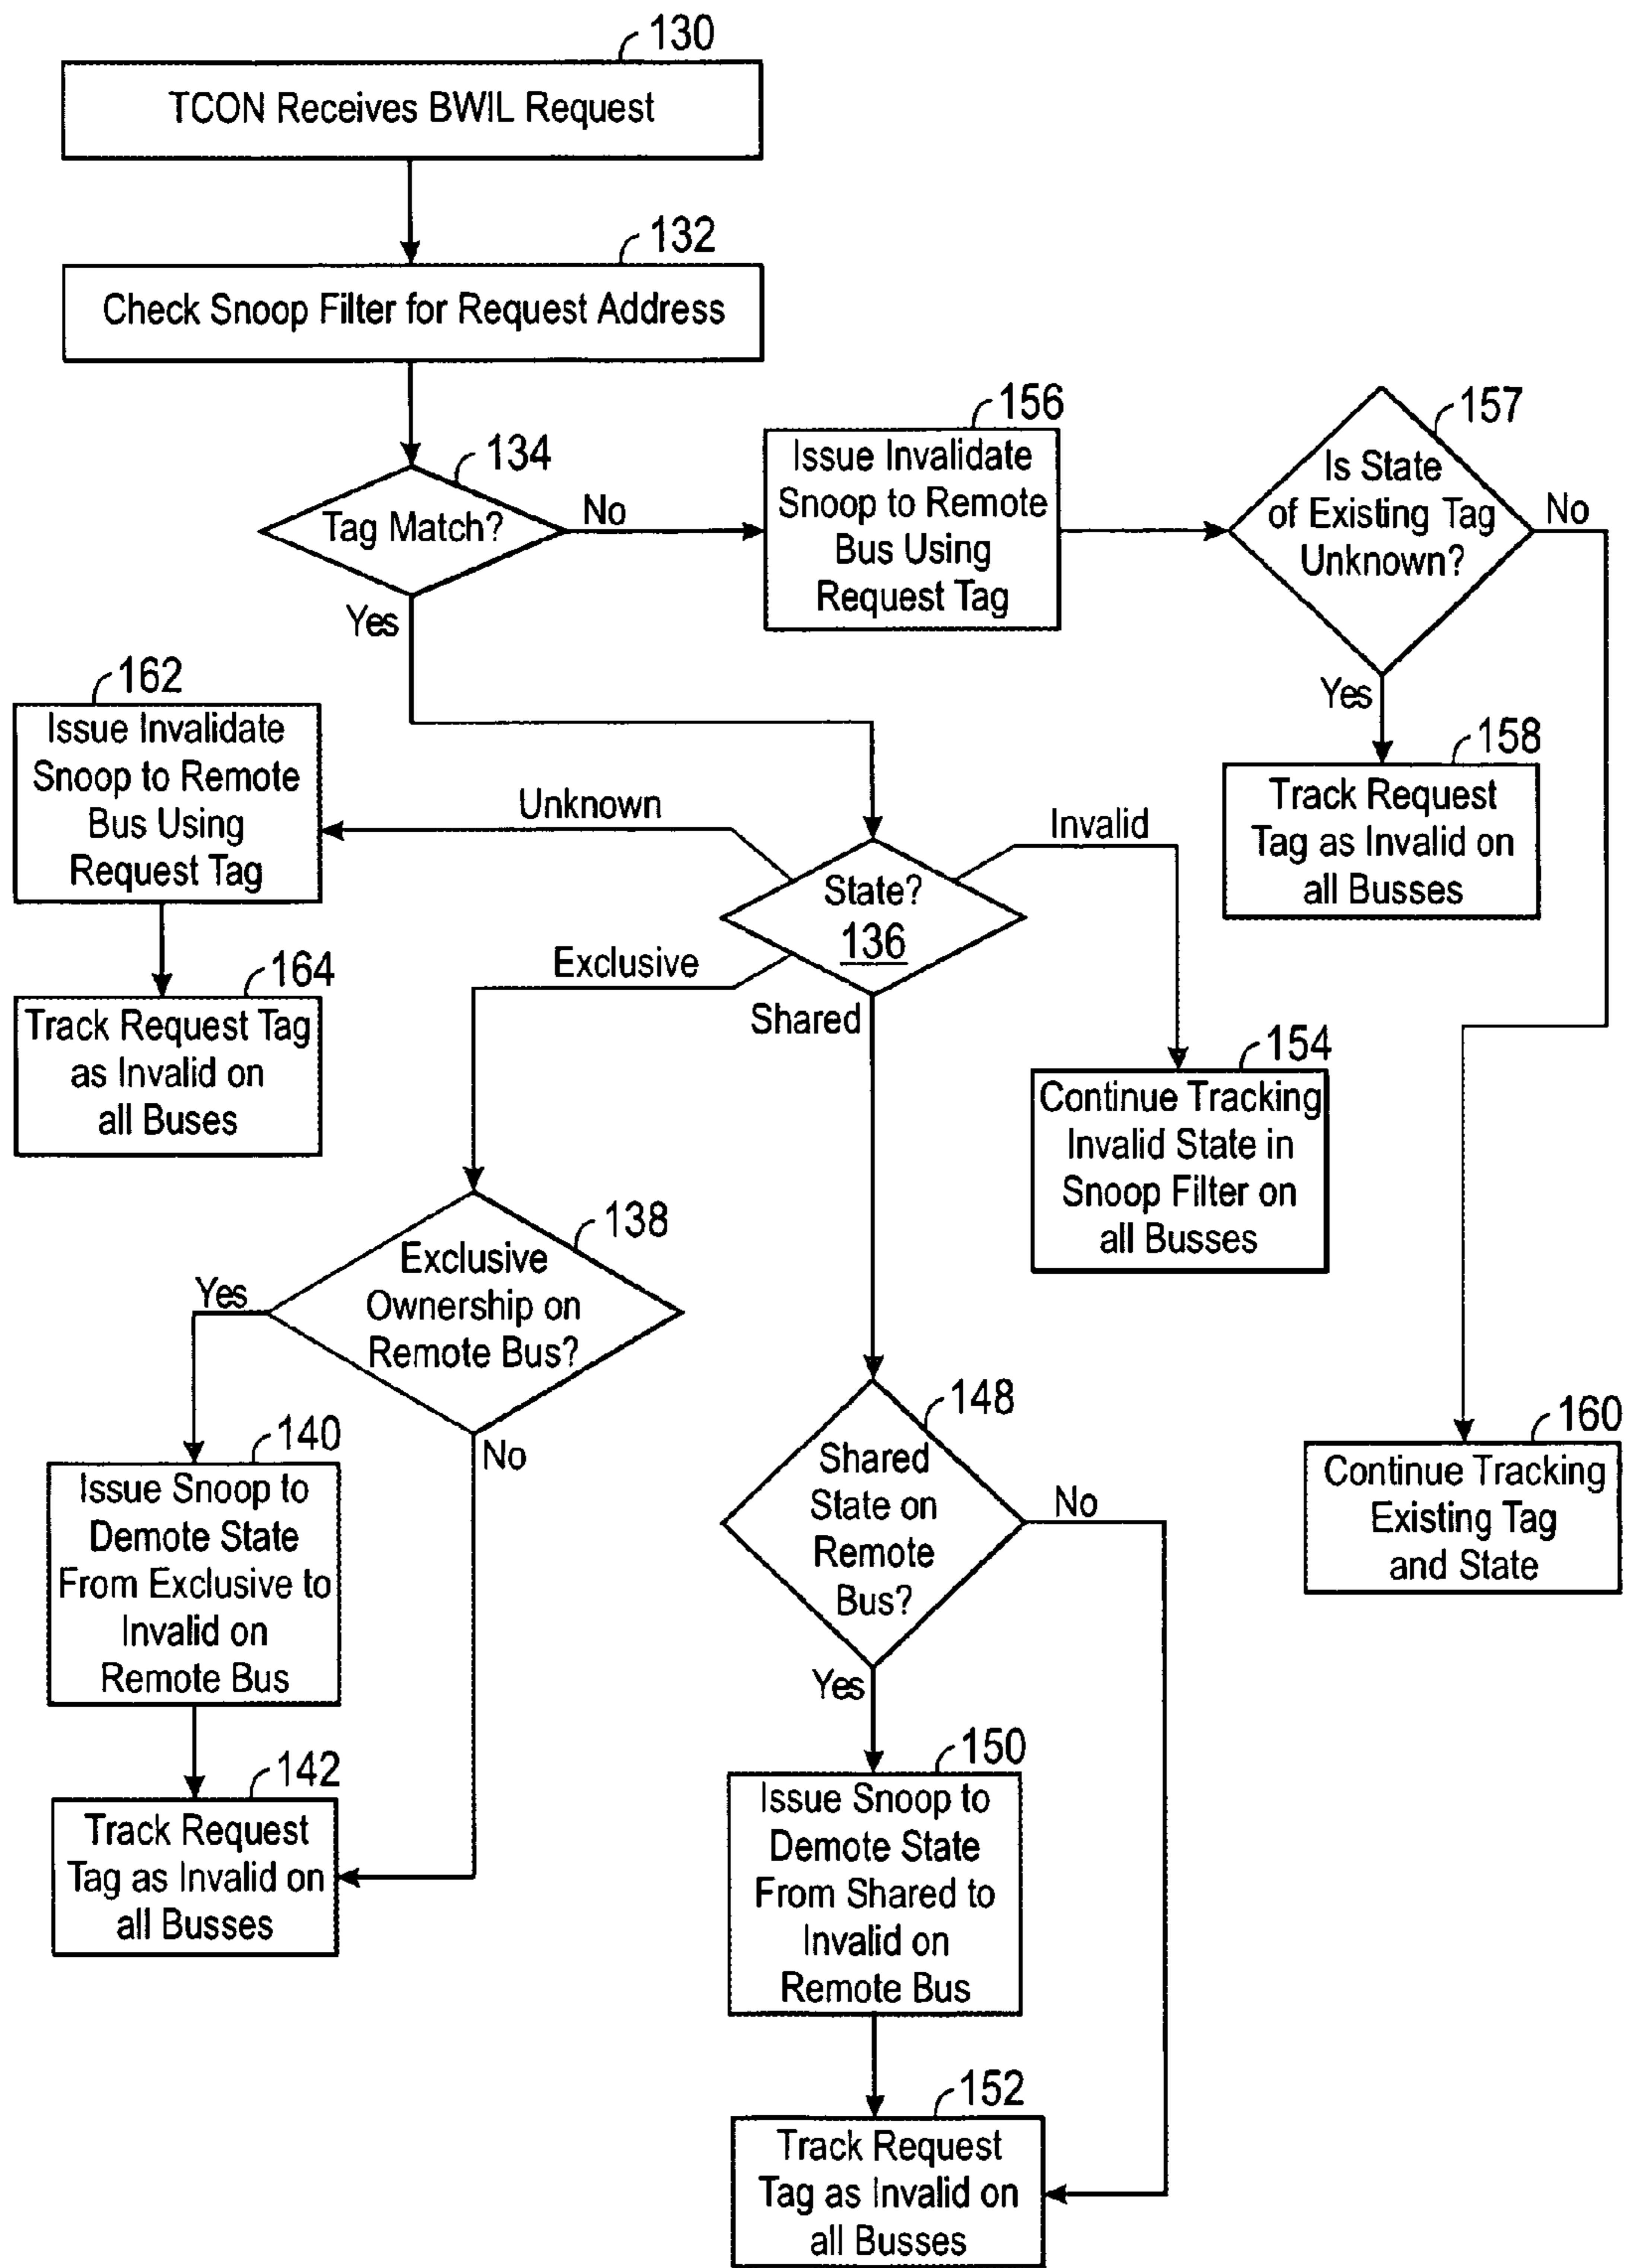 130
TCON Receives BWIL Request
132
Check Snoop Filter for Request Address
134
Tag Match?
No
Yes
156
Issue Invalidate
Snoop to Remote
Bus Using
Request Tag
157
Is State
of Existing Tag
Unknown?
No
Yes
158
Track Request
Tag as Invalid on
all Busses
162
Issue Invalidate
Snoop to Remote
Bus Using
Request Tag
Unknown
Invalid
State?
136
Exclusive
Shared
164
Track Request Tag
as Invalid on
all Buses
154
Continue Tracking
Invalid State in
Snoop Filter on
all Busses
138
Exclusive
Ownership on
Remote Bus?
Yes
No
140
Issue Snoop to
Demote State
From Exclusive to
Invalid on
Remote Bus
142
Track Request
Tag as Invalid on
all Busses
148
Shared
State on
Remote
Bus?
No
Yes
160
Continue Tracking
Existing Tag
and State
150
Issue Snoop to
Demote State
From Shared to
Invalid on
Remote Bus
152
Track Request
Tag as Invalid on
all Busses